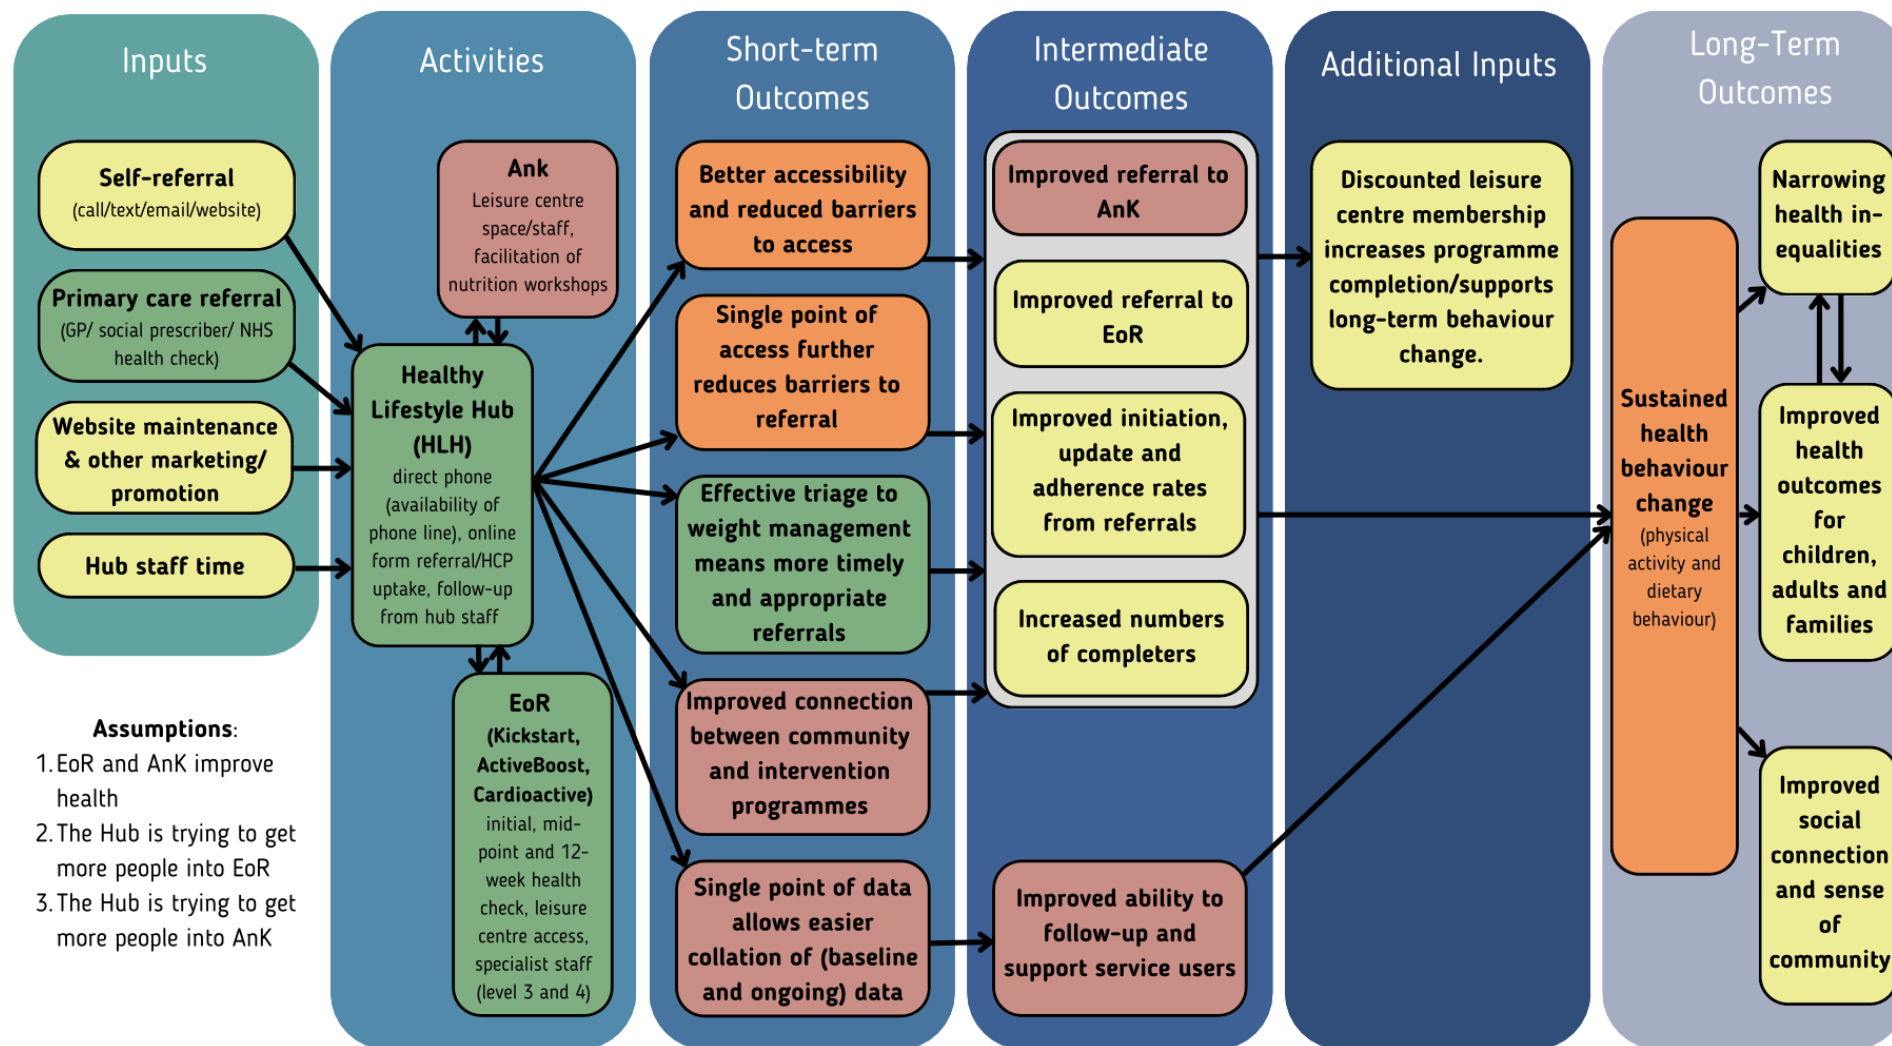 Inputs
Self-referral
(call/text/email/website)
Primary care referral
(GP/ social prescriber/ NHS
health check)
Website maintenance
& other marketing/
promotion
Hub staff time
Assumptions:
1. EoR and AnK improve
health
2. The Hub is trying to get
more people into EoR
3. The Hub is trying to get
more people into AnK
Activities
Ank
Leisure centre
space/staff,
facilitation of
nutrition workshops
Healthy
Lifestyle Hub
(HLH)
direct phone
(availability of
phone line), online
form referral/HCP
uptake, follow-up
from hub staff
EoR
(Kickstart,
ActiveBoost,
Cardioactive)
initial, mid-
point and 12-
week health
check, leisure
centre access,
specialist staff
(level 3 and 4)
Short-term
Outcomes
Better accessibility
and reduced barriers
to access
Single point of
access further
reduces barriers to
referral
Effective triage to
weight management
means more timely
and appropriate
referrals
Improved connection
between community
and intervention
programmes
Single point of data
allows easier
collation of (baseline
and ongoing) data
Intermediate
Outcomes
Improved referral to
AnK
Improved referral to
EoR
Improved initiation,
update and
adherence rates
from referrals
Increased numbers
of completers
Improved ability to
follow-up and
support service users
Additional Inputs
Discounted leisure
centre membership
increases programme
completion/supports
long-term behaviour
change.
Long-Term
Outcomes
Sustained
health
behaviour
change
(physical
activity and
dietary
behaviour)
Narrowing
health in-
equalities
Improved
health
outcomes
for
children,
adults and
families
Improved
social
connection
and sense
of
community